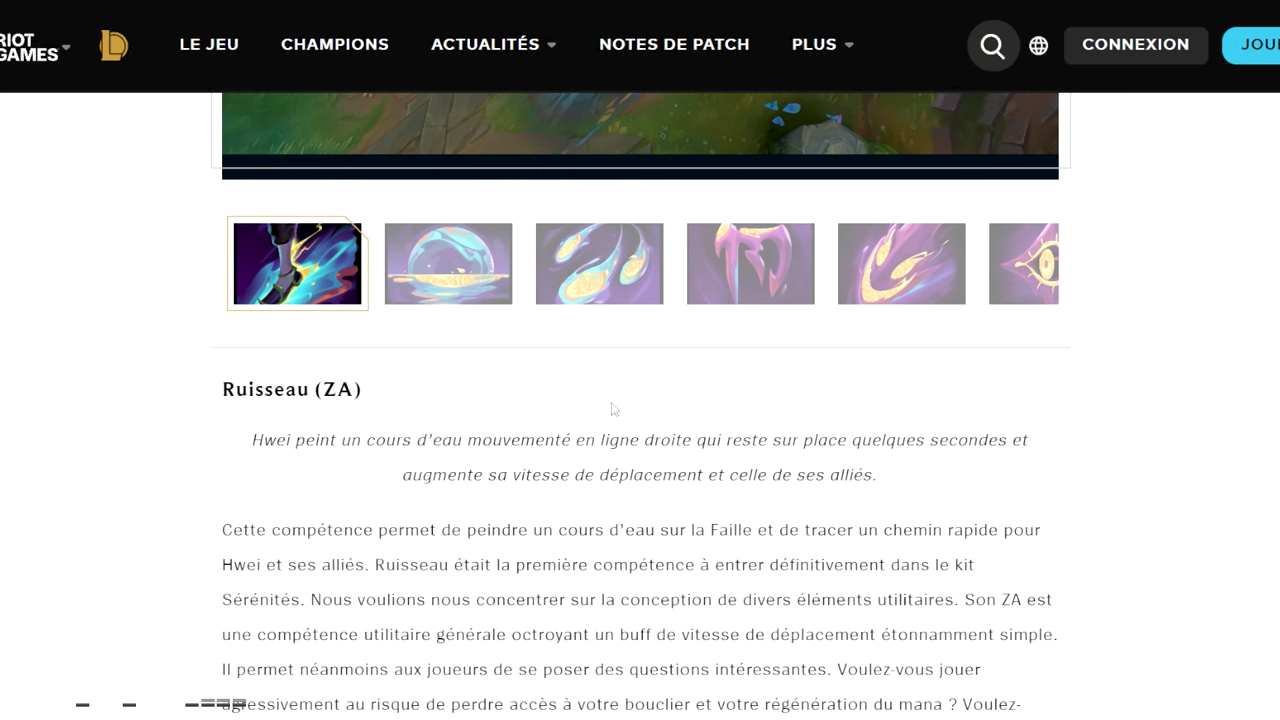 RIOT GAMES LE JEU CHAMPIONS ACTUALITÉS NOTES DE PATCH PLUS CONNEXION JOU
Ruisseau (ZA)
Hwei peint un cours d'eau mouvementé en ligne droite qui reste sur place quelques secondes et
augmente sa vitesse de déplacement et celle de ses alliés.
Cette compétence permet de peindre un cours d'eau sur la Faille et de tracer un chemin rapide pour
Hwei et ses alliés. Ruisseau était la première compétence à entrer définitivement dans le kit
Sérénités. Nous voulions nous concentrer sur la conception de divers éléments utilitaires. Son ZA est
une compétence utilitaire générale octroyant un buff de vitesse de déplacement étonnamment simple.
Il permet néanmoins aux joueurs de se poser des questions intéressantes. Voulez-vous jouer
agressivement au risque de perdre accès à votre bouclier et votre régénération du mana ? Voulez-